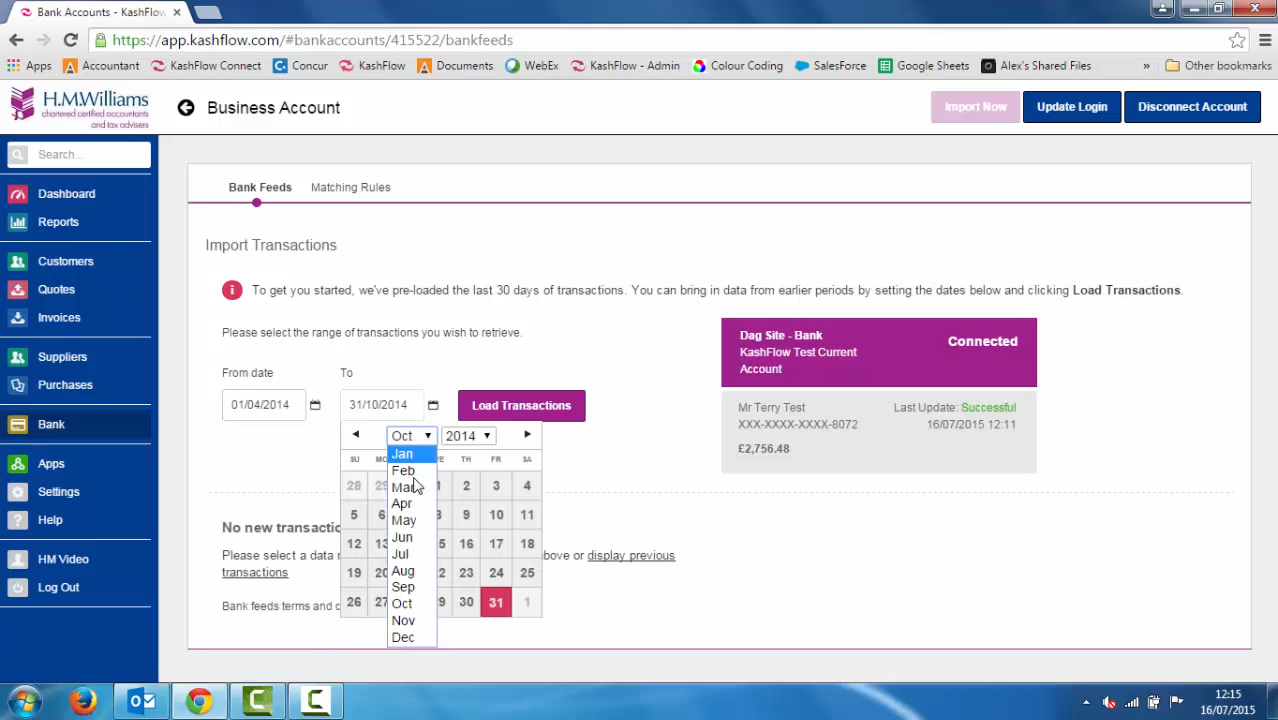 Bank Accounts - KashFlow
https://app.kashflow.com/#bankaccounts/415522/bankfeeds
Apps Accountant KashFlow Connect Concur KashFlow Documents WebEx KashFlow - Admin Colour Coding SalesForce Google Sheets Alex's Shared Files » Other bookmarks
H.M.Williams
chartered certified accountants
and tax advisers
Business Account
Import Now Update Login Disconnect Account
Search...
Dashboard
Reports
Customers
Quotes
Invoices
Suppliers
Purchases
Bank
Apps
Settings
Help
HM Video
Log Out
Bank Feeds Matching Rules
Import Transactions
To get you started, we've pre-loaded the last 30 days of transactions. You can bring in data from earlier periods by setting the dates below and clicking Load Transactions.
Please select the range of transactions you wish to retrieve.
From date To
01/04/2014 31/10/2014 Load Transactions
Oct 2014
Jan
Feb
Mar
Apr
May
Jun
Jul
Aug
Sep
Oct
Nov
Dec
SU MO TH FR SA
28 29 1 2 3 4
5 6 9 10 11
12 13 15 16 17 18
19 20 22 23 24 25
26 27 30 31 1
No new transactio
Please select a data bove or display previous
transactions
Bank feeds terms and c
Dag Site - Bank
KashFlow Test Current
Account
Connected
Mr Terry Test
XXX-XXXX-XXXX-8072
£2,756.48
Last Update: Successful
16/07/2015 12:11
12:15
16/07/2015